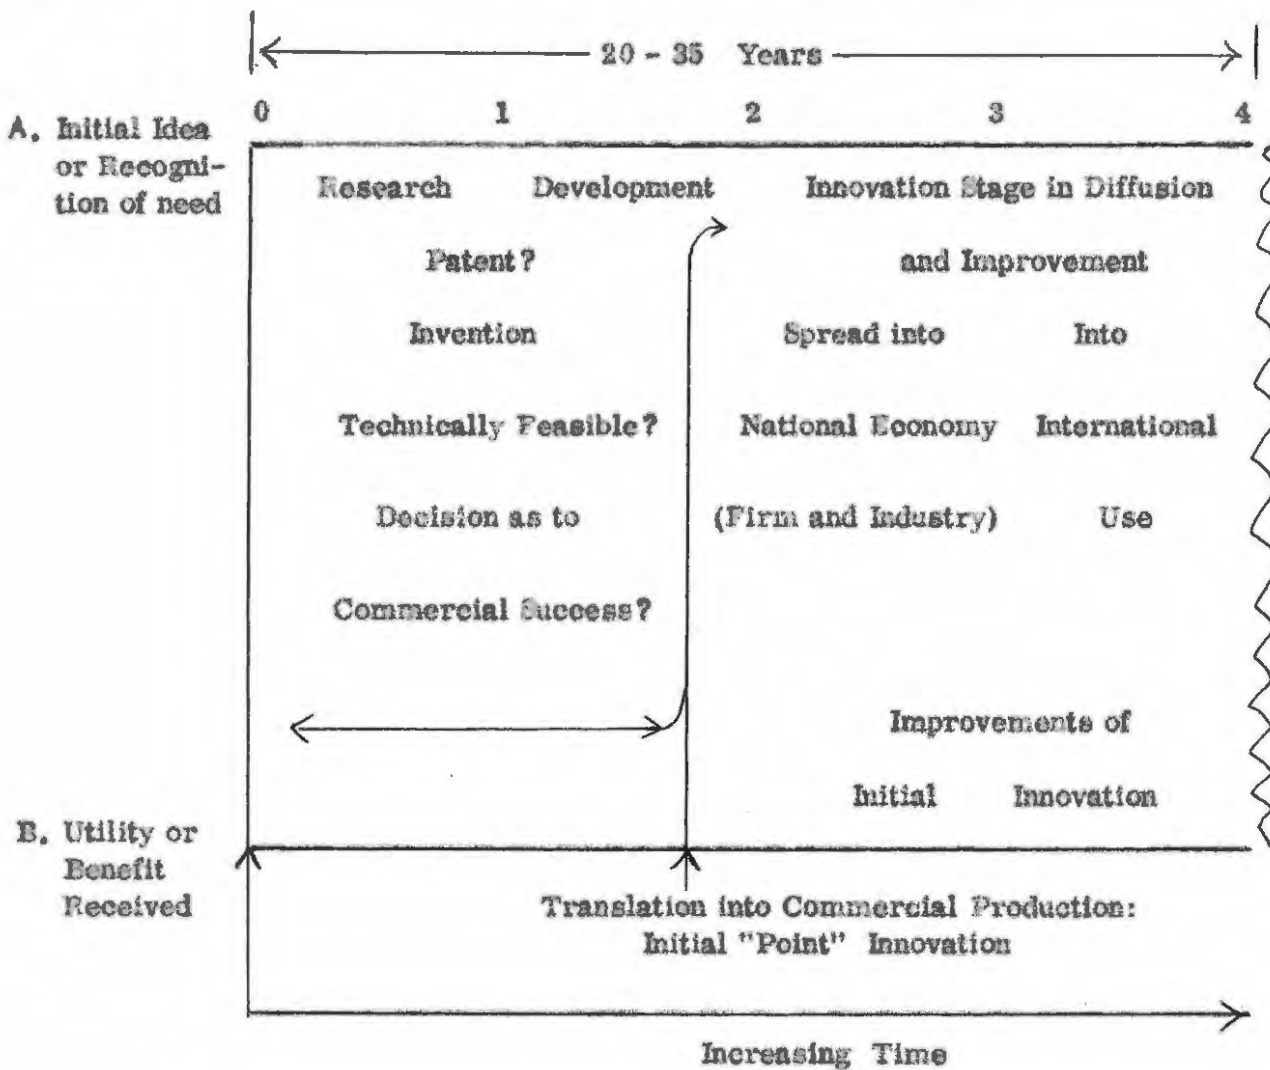 20 - 35 Years
0 1 2 3 4
A. Initial Idea
or Recogni-
tion of need
Research Development Innovation Stage in Diffusion
Patent? and Improvement
Invention Spread into Into
Technically Feasible? National Economy International
Decision as to (Firm and Industry) Use
Commercial Success?
Improvements of
Initial Innovation
B. Utility or
Benefit
Received
Translation into Commercial Production:
Initial "Point" Innovation
Increasing Time